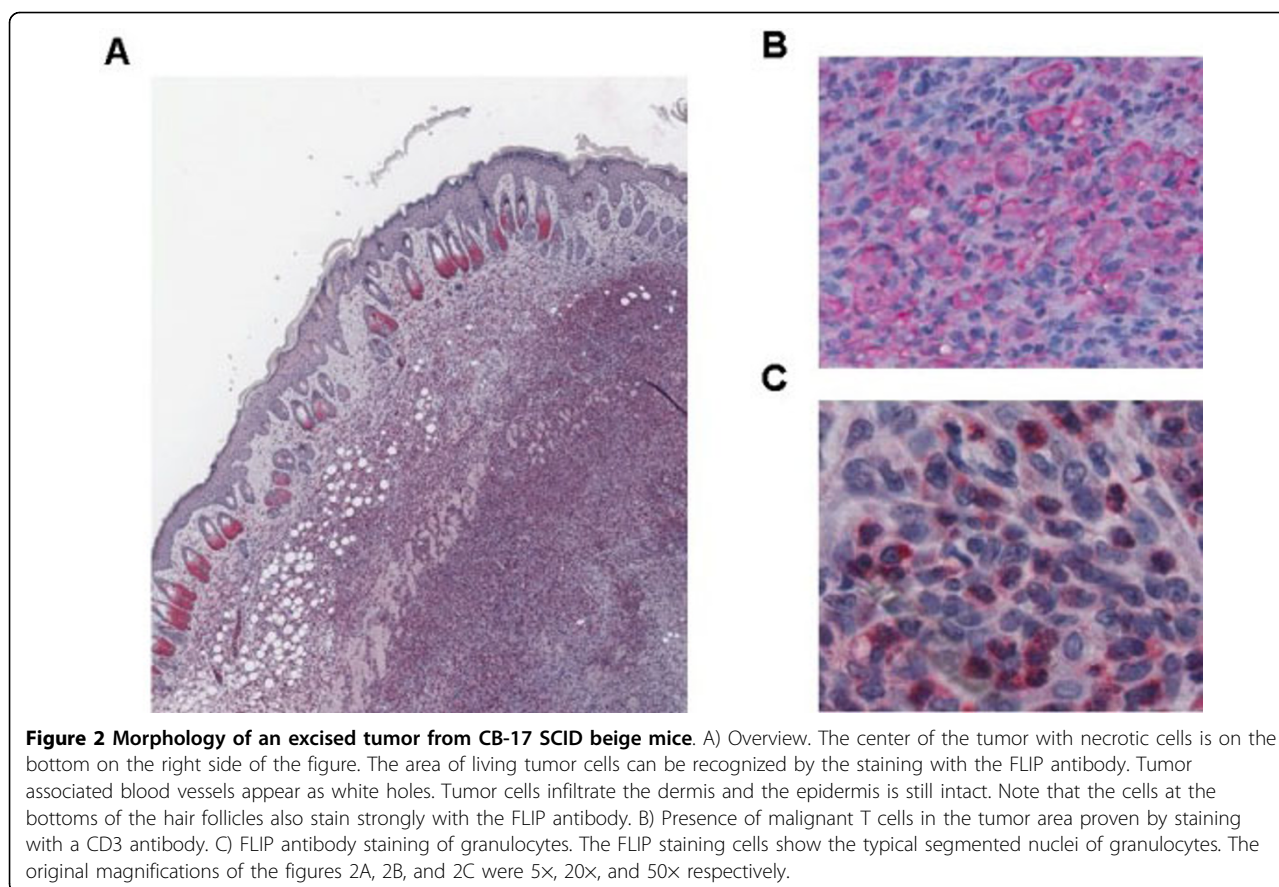 A
B
C
Figure 2 Morphology of an excised tumor from CB-17 SCID beige mice. A) Overview. The center of the tumor with necrotic cells is on the
bottom on the right side of the figure. The area of living tumor cells can be recognized by the staining with the FLIP antibody. Tumor
associated blood vessels appear as white holes. Tumor cells infiltrate the dermis and the epidermis is still intact. Note that the cells at the
bottoms of the hair follicles also stain strongly with the FLIP antibody. B) Presence of malignant T cells in the tumor area proven by staining
with a CD3 antibody. C) FLIP antibody staining of granulocytes. The FLIP staining cells show the typical segmented nuclei of granulocytes. The
original magnifications of the figures 2A, 2B, and 2C were 5×, 20×, and 50× respectively.